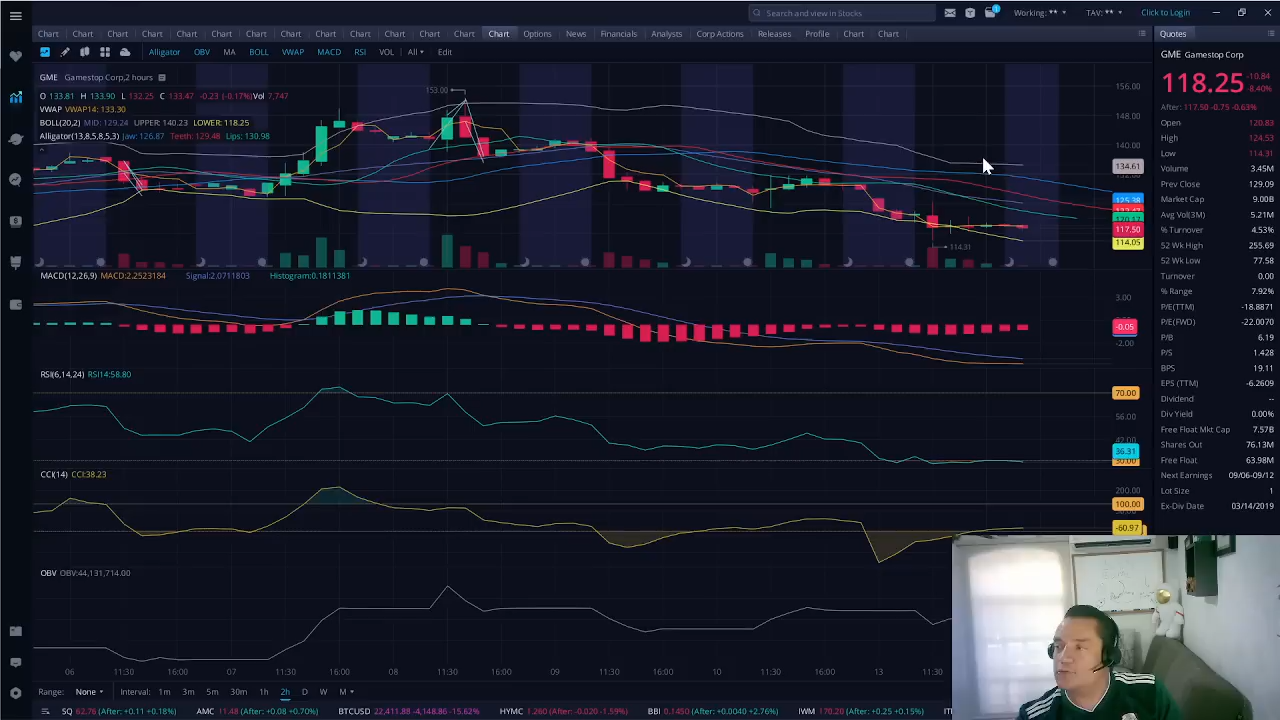 Search and view in Stocks
Working: ** TAV: ** Click to Login
Chart Chart Chart Chart Chart Chart Chart Chart Chart Chart Chart Chart Chart Chart Options News Financials Analysts Corp Actions Releases Profile Chart Chart Quotes
Alligator OBV MA BOLL VWAP MACD RSI VOL All Edit
GME Gamestop Corp,2 hours
O 133.81 H 133.90 L 132.25 C 133.47 -0.23 (-0.17%)Vol 7,747
VWAP VWAP14: 133.30
BOLL(20,2) MID: 129.24 UPPER: 140.23 LOWER: 118.25
Alligator(13,8,5,8,5,3) Jaw: 126.87 Teeth: 129.48 Lips: 130.98
153.00
114.31
156.00
148.00
140.00
134.61
125.38
117.50
114.05
MACD(12,26,9) MACD:2.2523184 Signal:2.0711803 Histogram:0.1811381
3.00
-0.05
-2.00
RSI(6,14,24) RSI14:58.80
70.00
56.00
42.00
36.31
CCI(14) CCI:38.23
200.00
100.00
-60.97
OBV OBV:44,131,714.00
06 11:30 16:00 07 11:30 16:00 08 11:30 16:00 09 11:30 16:00 10 11:30 16:00 13 11:30
Range: None Interval: 1m 3m 5m 30m 1h 2h D W M
SQ 62.76 (After: +0.11 +0.18%) AMC 11.48 (After: +0.08 +0.70%) BTCUSD 22,411.88 -4,148.86 -15.62% HYMC 1.260 (After: -0.020 -1.59%) BBI 0.1450 (After: +0.0040 +2.76%) IWM 170.20 (After: +0.25 +0.15%)
GME Gamestop Corp
118.25 -10.84
-8.40%
After: 117.50 -0.75 -0.63%
Open 120.83
High 124.53
Low 114.31
Volume 3.45M
Prev Close 129.09
Market Cap 9.00B
Avg Vol(3M) 5.21M
% Turnover 4.53%
52 Wk High 255.69
52 Wk Low 77.58
Turnover 0.00
% Range 7.92%
P/E(TTM) -18.8871
P/E(FWD) -22.0070
P/B 6.19
P/S 1.428
BPS 19.11
EPS (TTM) -6.2609
Dividend --
Div Yield 0.00%
Free Float Mkt Cap 7.57B
Shares Out 76.13M
Free Float 63.98M
Next Earnings 09/06-09/12
Lot Size 1
Ex-Div Date 03/14/2019